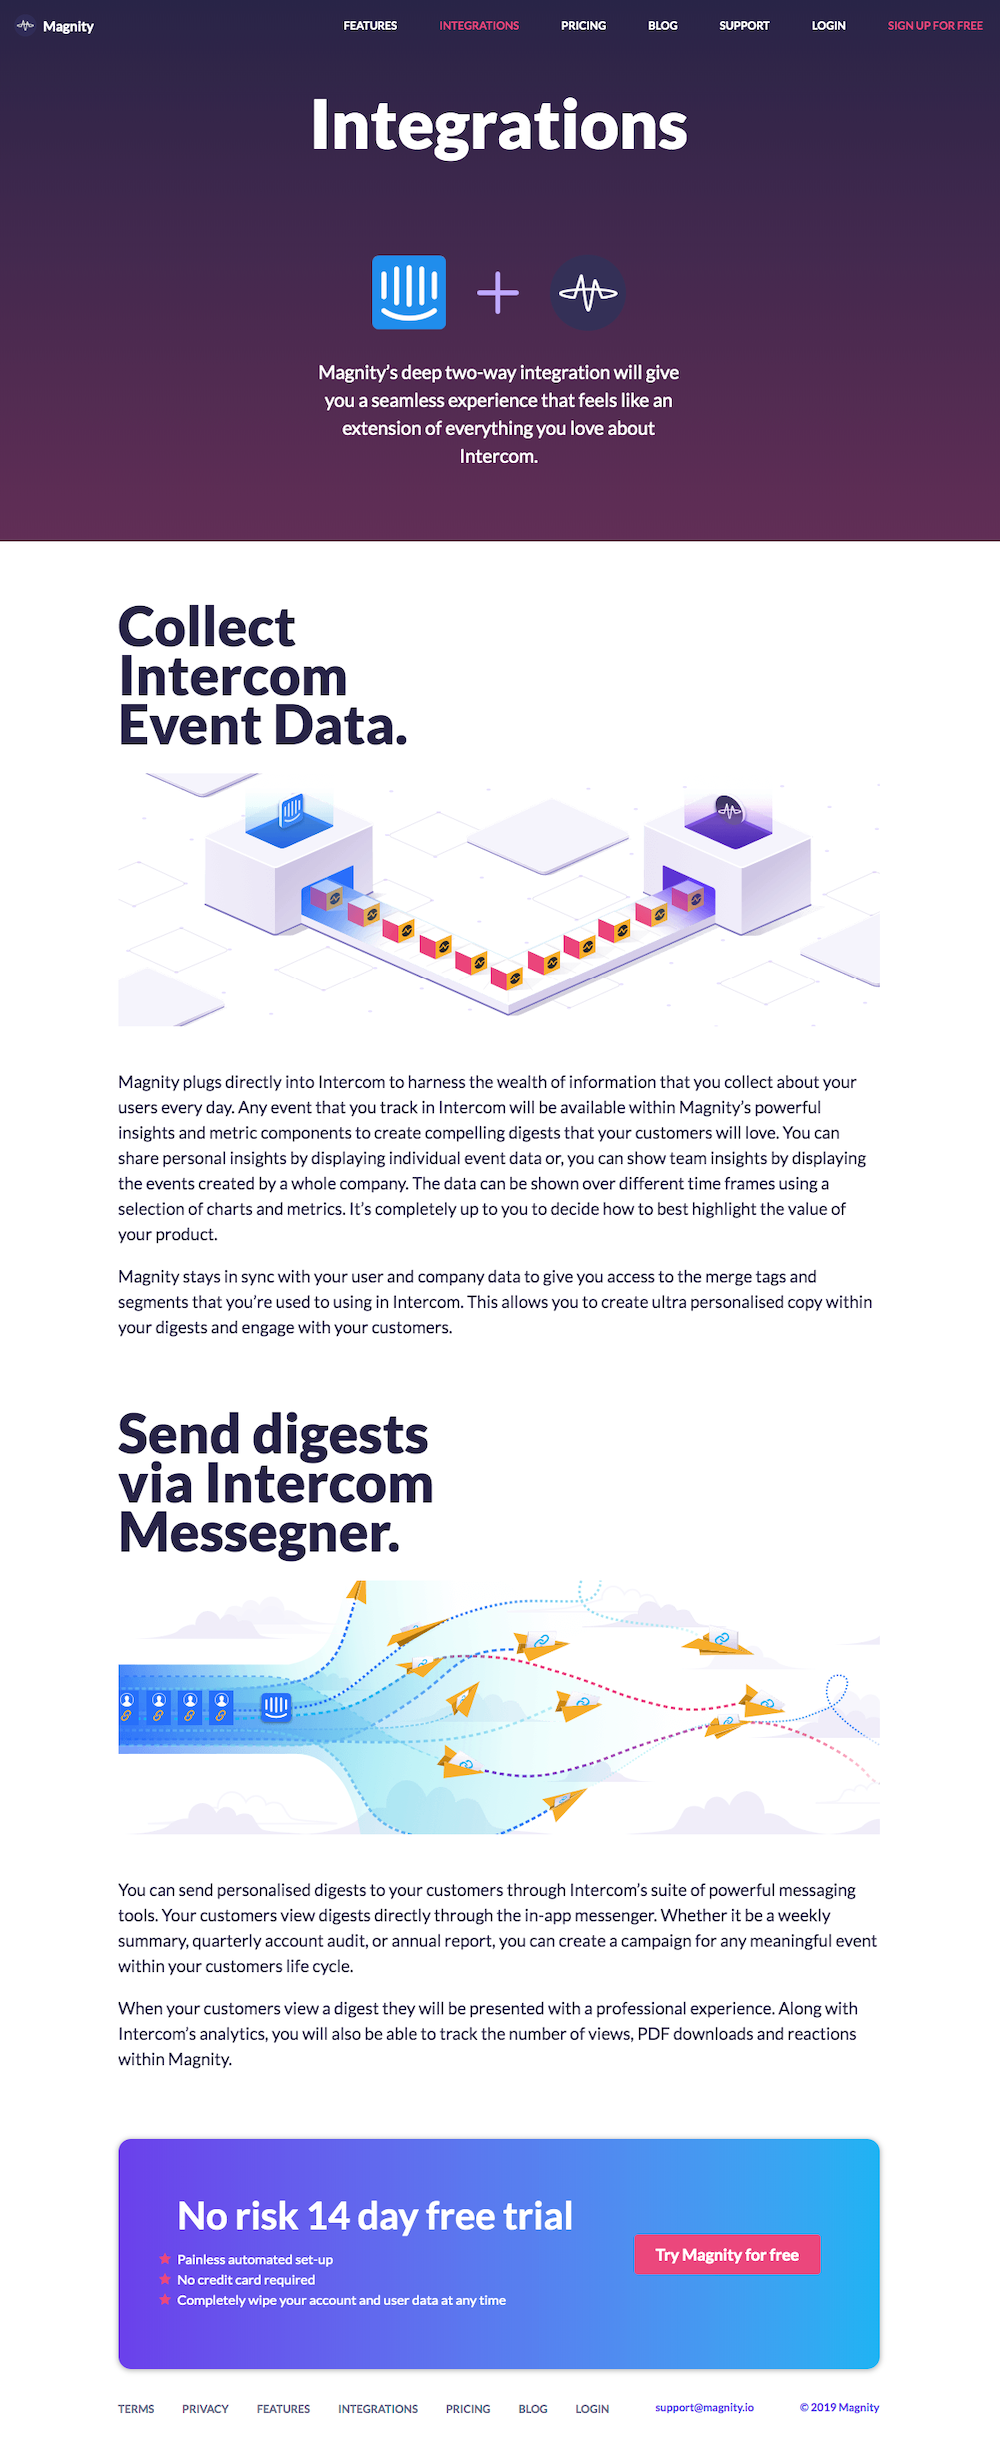 Magnity
FEATURES
INTEGRATIONS
PRICING
BLOG
SUPPORT
LOGIN
SIGN UP FOR FREE
Integrations
Magnity’s deep two-way integration will give
you a seamless experience that feels like an
extension of everything you love about
Intercom.
Collect
Intercom
Event Data.
Magnity plugs directly into Intercom to harness the wealth of information that you collect about your
users every day. Any event that you track in Intercom will be available within Magnity’s powerful
insights and metric components to create compelling digests that your customers will love. You can
share personal insights by displaying individual event data or, you can show team insights by displaying
the events created by a whole company. The data can be shown over different time frames using a
selection of charts and metrics. It’s completely up to you to decide how to best highlight the value of
your product.
Magnity stays in sync with your user and company data to give you access to the merge tags and
segments that you’re used to using in Intercom. This allows you to create ultra personalised copy within
your digests and engage with your customers.
Send digests
via Intercom
Messegner.
You can send personalised digests to your customers through Intercom’s suite of powerful messaging
tools. Your customers view digests directly through the in-app messenger. Whether it be a weekly
summary, quarterly account audit, or annual report, you can create a campaign for any meaningful event
within your customers life cycle.
When your customers view a digest they will be presented with a professional experience. Along with
Intercom’s analytics, you will also be able to track the number of views, PDF downloads and reactions
within Magnity.
No risk 14 day free trial
Painless automated set-up
No credit card required
Completely wipe your account and user data at any time
Try Magnity for free
TERMS
PRIVACY
FEATURES
INTEGRATIONS
PRICING
BLOG
LOGIN
support@magnity.io
© 2019 Magnity